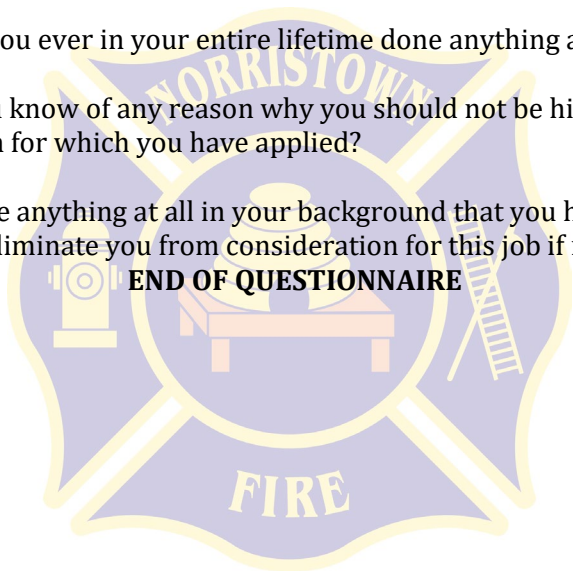 ou ever in your entire lifetime done anything a
know of any reason why you should not be hi
for which you have applied?
e anything at all in your background that you h
liminate you from consideration for this job if
END OF QUESTIONNAIRE
NORRISTOWN
FIRE